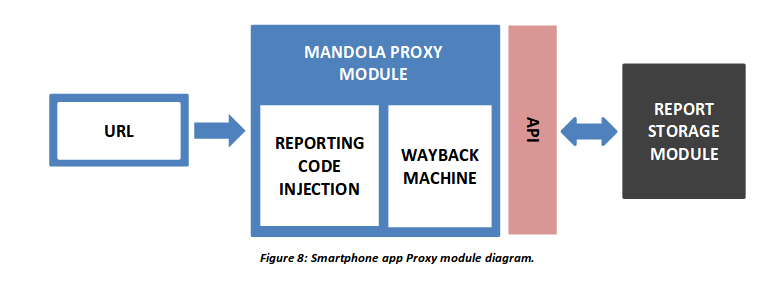 MANDOLA PROXY
MODULE
URL
REPORTING
CODE
INJECTION
WAYBACK
MACHINE
API
REPORT
STORAGE
MODULE
Figure 8: Smartphone app Proxy module diagram.